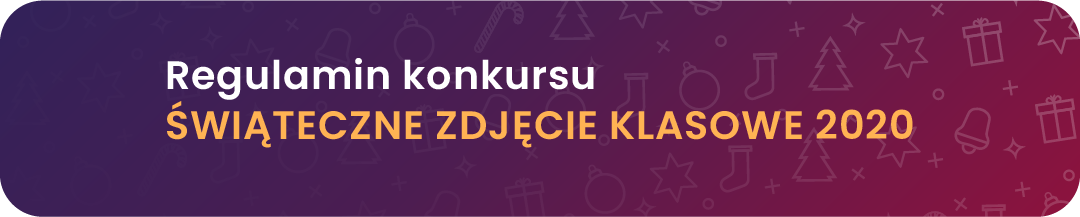 Regulamin konkursu
ŚWIĄTECZNE ZDJĘCIE KLASOWE 2020